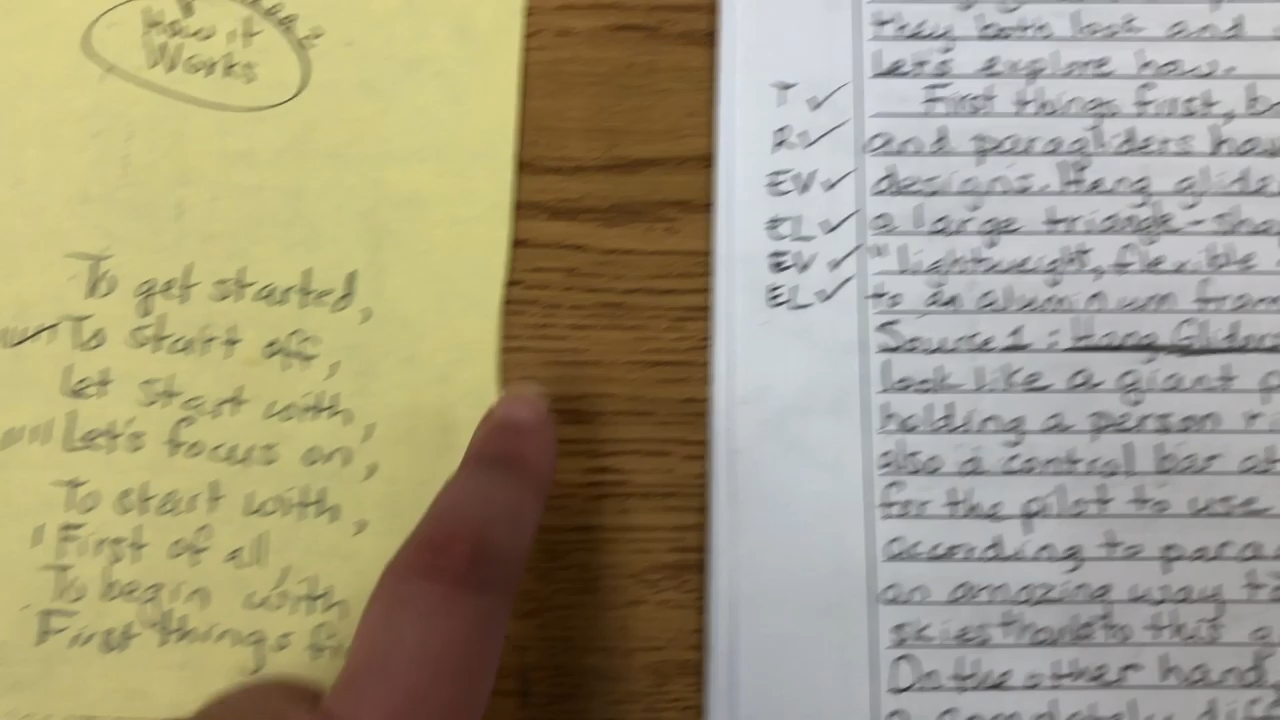 How it
Works
To get started,
To start off,
let start with,
Let's focus on,
To start with,
First of all,
To begin with
First things
they both look and
let's explore how.
T✓ First things first, b
R✓ and paragliders hav
EV✓ designs. Hang glide
EL✓ a large triangle-sha
EV✓ "lightweight, flexible
EL✓ to an aluminum fram
Source 1: Hang Gliders
look like a giant
holding a person
also a control bar at
for the pilot to use
according to para
an amazing way to
skies thanks to this
On the other hand,
a completely diff